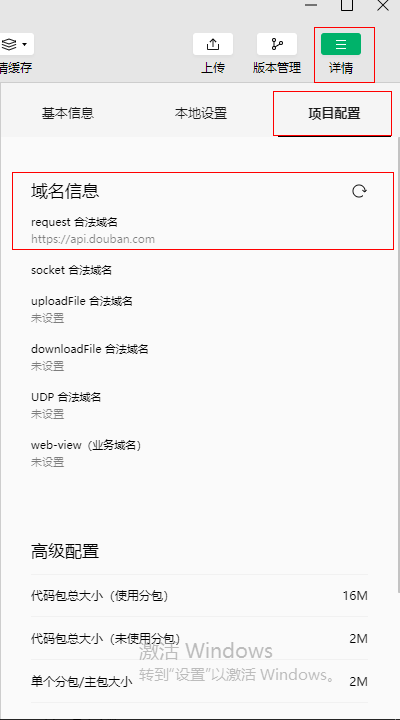 清缓存
上传
版本管理
详情
基本信息
本地设置
项目配置
域名信息
request 合法域名
https://api.douban.com
socket 合法域名
uploadFile 合法域名
未设置
downloadFile 合法域名
未设置
UDP 合法域名
未设置
web-view（业务域名）
未设置
高级配置
代码包总大小（使用分包）
16M
代码包总大小（未使用分包）
2M
激活 Windows
转到“设置”以激活 Windows。
单个分包/主包大小
2M